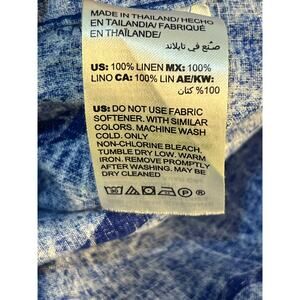 MADE IN THAILAND/ HECHO
EN TAILANDIA/ FABRIQUÉ
EN THAÏLANDE/
صنع في تايلاند
US: 100% LINEN MX: 100%
LINO CA: 100% LIN AE/KW:
100% كتان
US: DO NOT USE FABRIC
SOFTENER. WITH SIMILAR
COLORS. MACHINE WASH
COLD. ONLY
NON-CHLORINE BLEACH,
TUMBLE DRY LOW. WARM
IRON. REMOVE PROMPTLY
AFTER WASHING. MAY BE
DRY CLEANED